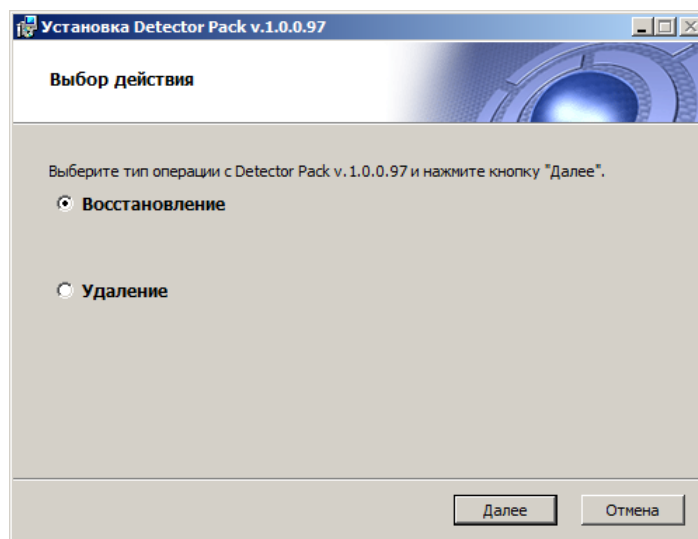 Установка Detector Pack v.1.0.0.97
Выбор действия
Выберите тип операции с Detector Pack v.1.0.0.97 и нажмите кнопку "Далее".
Восстановление
Удаление
Далее
Отмена